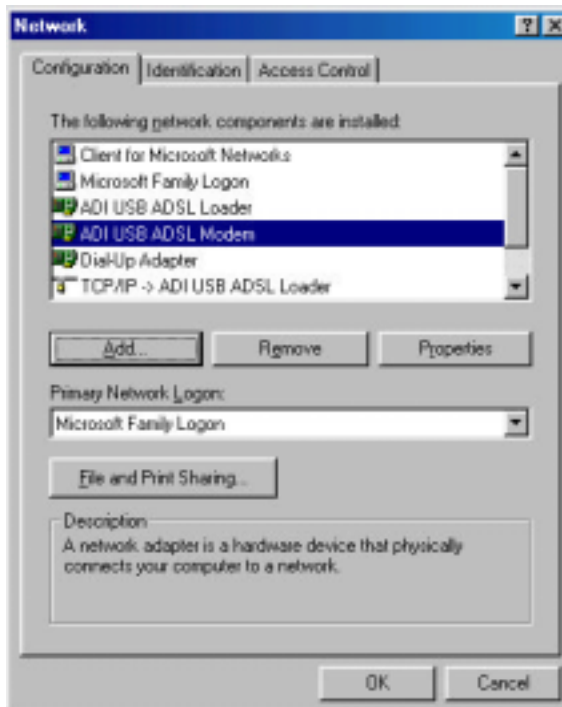 Network
Configuration Identification Access Control
The following network components are installed:
Client for Microsoft Networks
Microsoft Family Logon
ADI USB ADSL Loader
ADI USB ADSL Modem
Dial-Up Adapter
TCP/IP -> ADI USB ADSL Loader
Add... Remove Properties
Primary Network Logon:
Microsoft Family Logon
File and Print Sharing...
Description
A network adapter is a hardware device that physically
connects your computer to a network.
OK Cancel